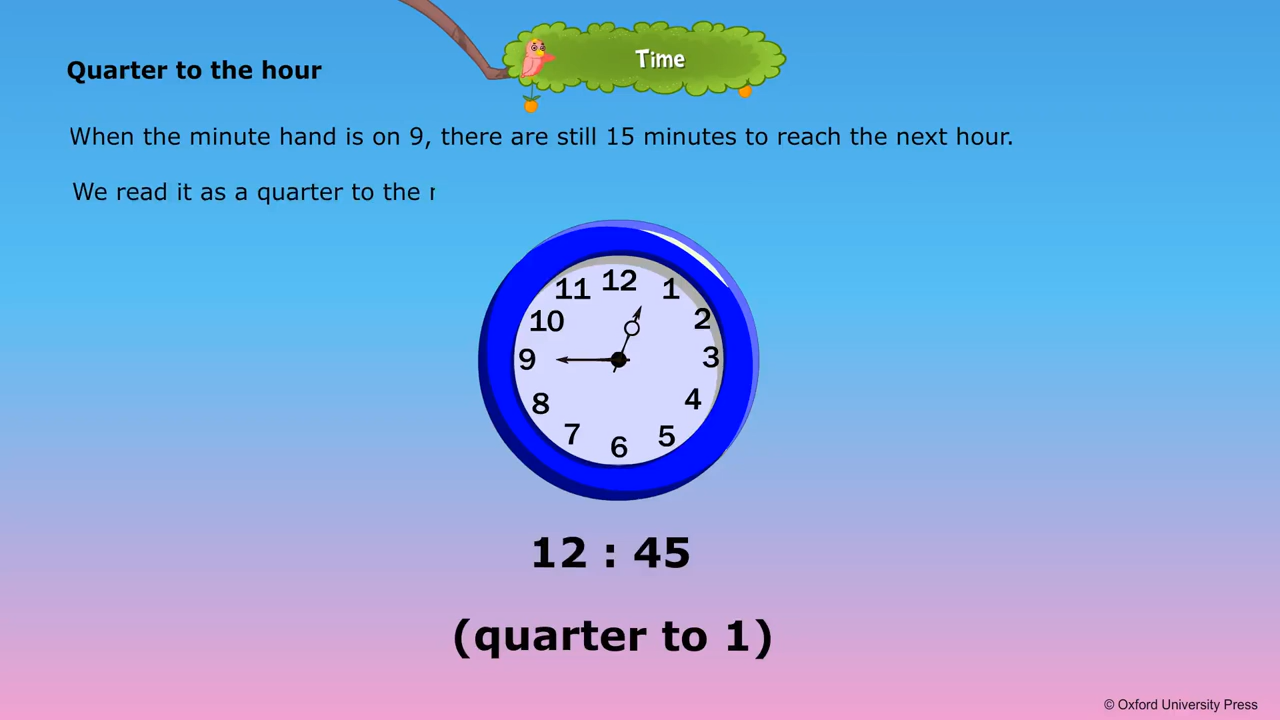 Time
Quarter to the hour
When the minute hand is on 9, there are still 15 minutes to reach the next hour.
We read it as a quarter to the
12
11
1
10
2
9
3
8
4
7
5
6
12 : 45
(quarter to 1)
© Oxford University Press